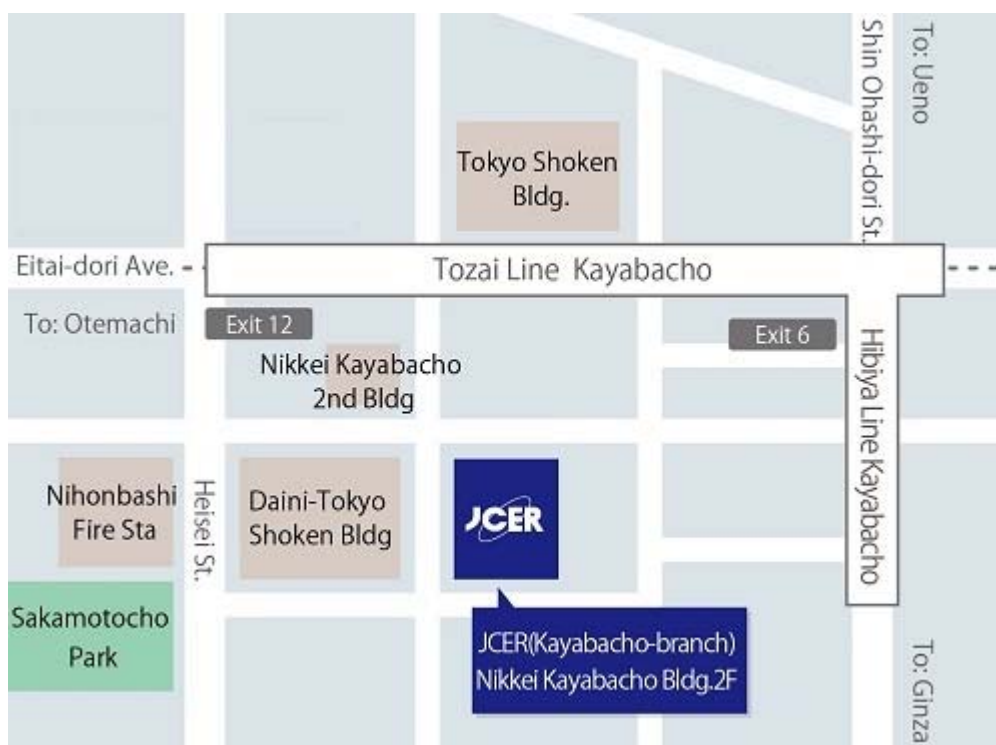 Shin Ohashi-dori St.
To: Ueno
Tokyo Shoken
Bldg.
Eitai-dori Ave.
Tozai Line Kayabacho
To: Otemachi
Exit 12
Exit 6
Nikkei Kayabacho
2nd Bldg
Hibiya Line Kayabacho
Nihonbashi
Fire Sta
Heisei St.
Daini-Tokyo
Shoken Bldg
JCER
Sakamotocho
Park
JCER(Kayabacho-branch)
Nikkei Kayabacho Bldg.2F
To: Ginza